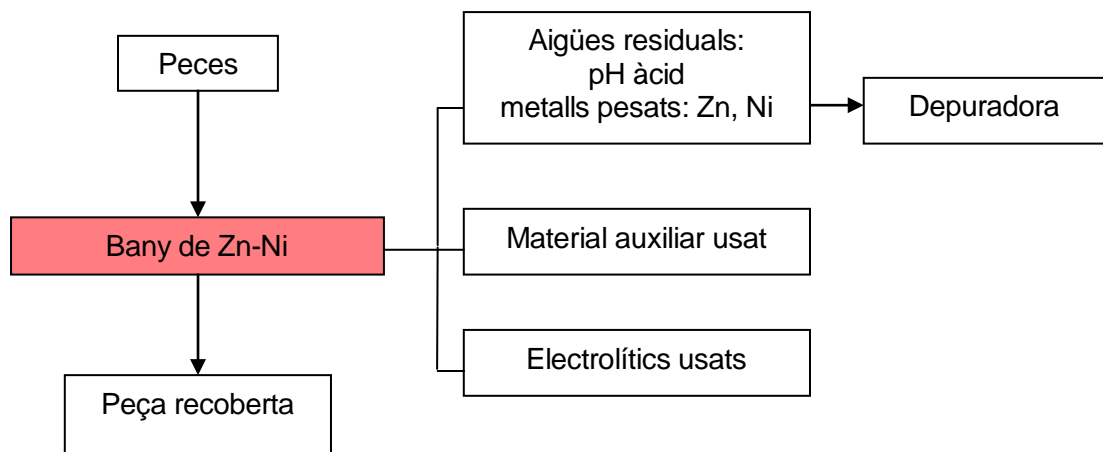 Peces
Aigües residuals:
pH àcid
metalls pesats: Zn, Ni
Depuradora
Bany de Zn-Ni
Material auxiliar usat
Electrolítics usats
Peça recoberta